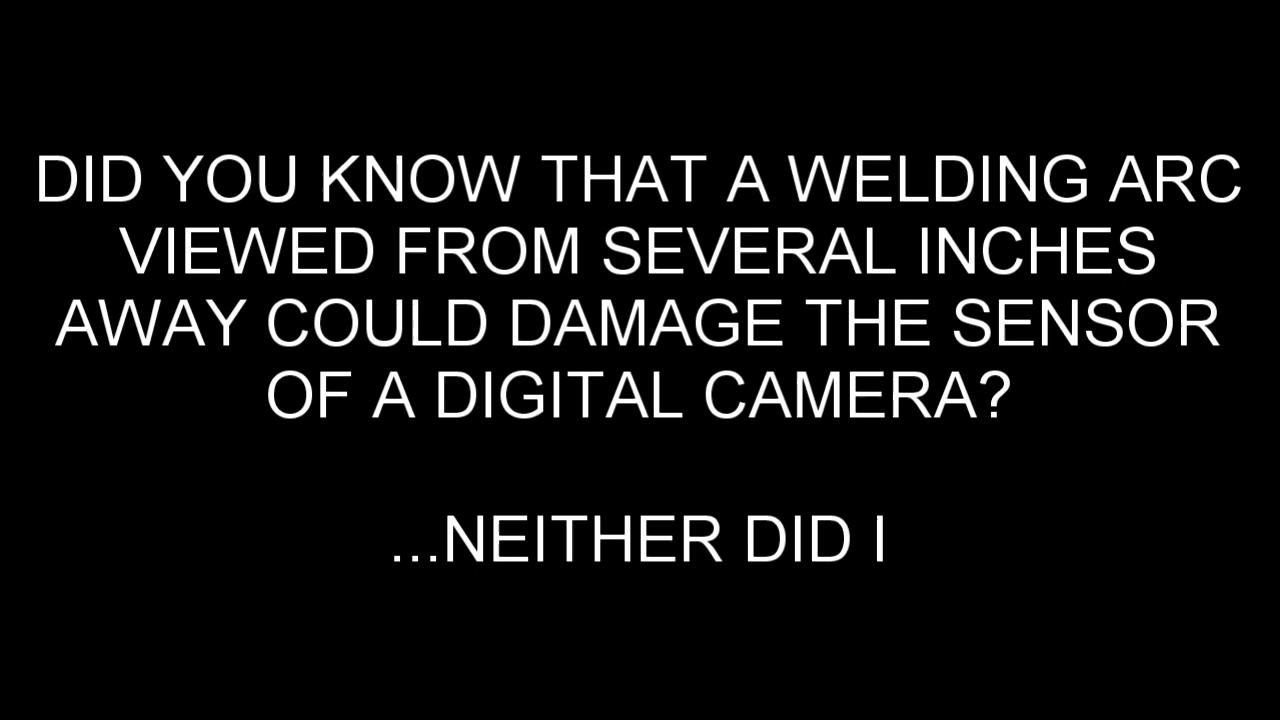 DID YOU KNOW THAT A WELDING ARC
VIEWED FROM SEVERAL INCHES
AWAY COULD DAMAGE THE SENSOR
OF A DIGITAL CAMERA?
...NEITHER DID I